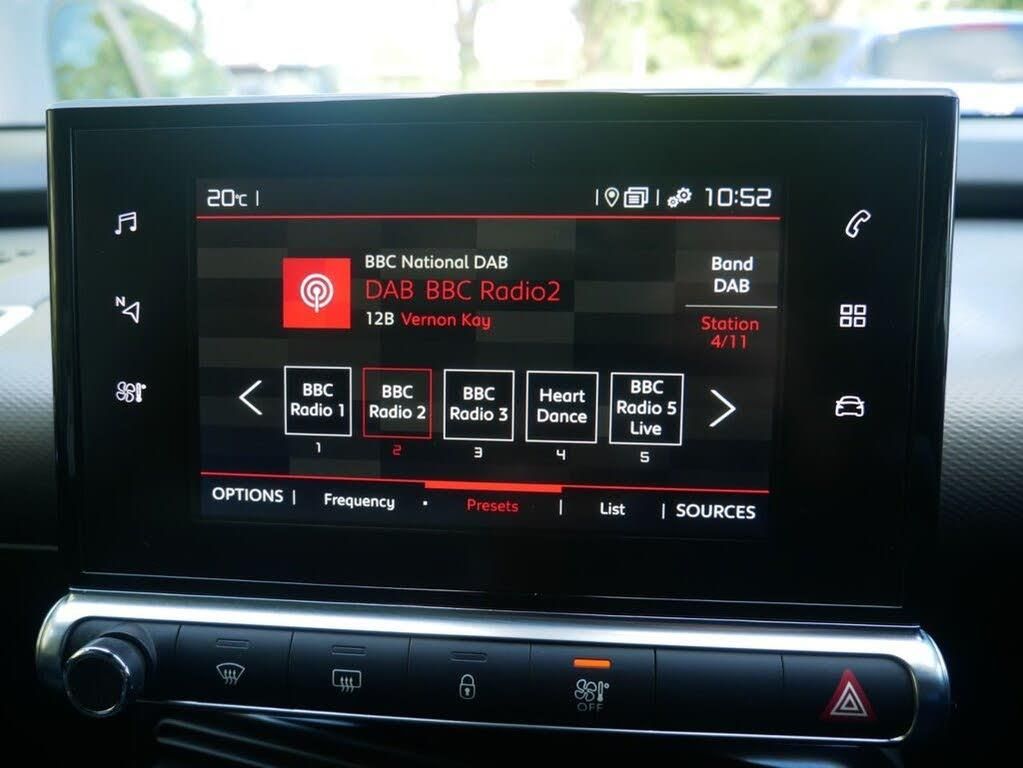 20°C |
10:52
BBC National DAB
DAB BBC Radio2
12B Vernon Kay
Band
DAB
Station
4/11
BBC
Radio 1
BBC
Radio 2
BBC
Radio 3
Heart
Dance
BBC
Radio 5
Live
1
2
3
4
5
OPTIONS | Frequency · Presets | List | SOURCES
N
OFF